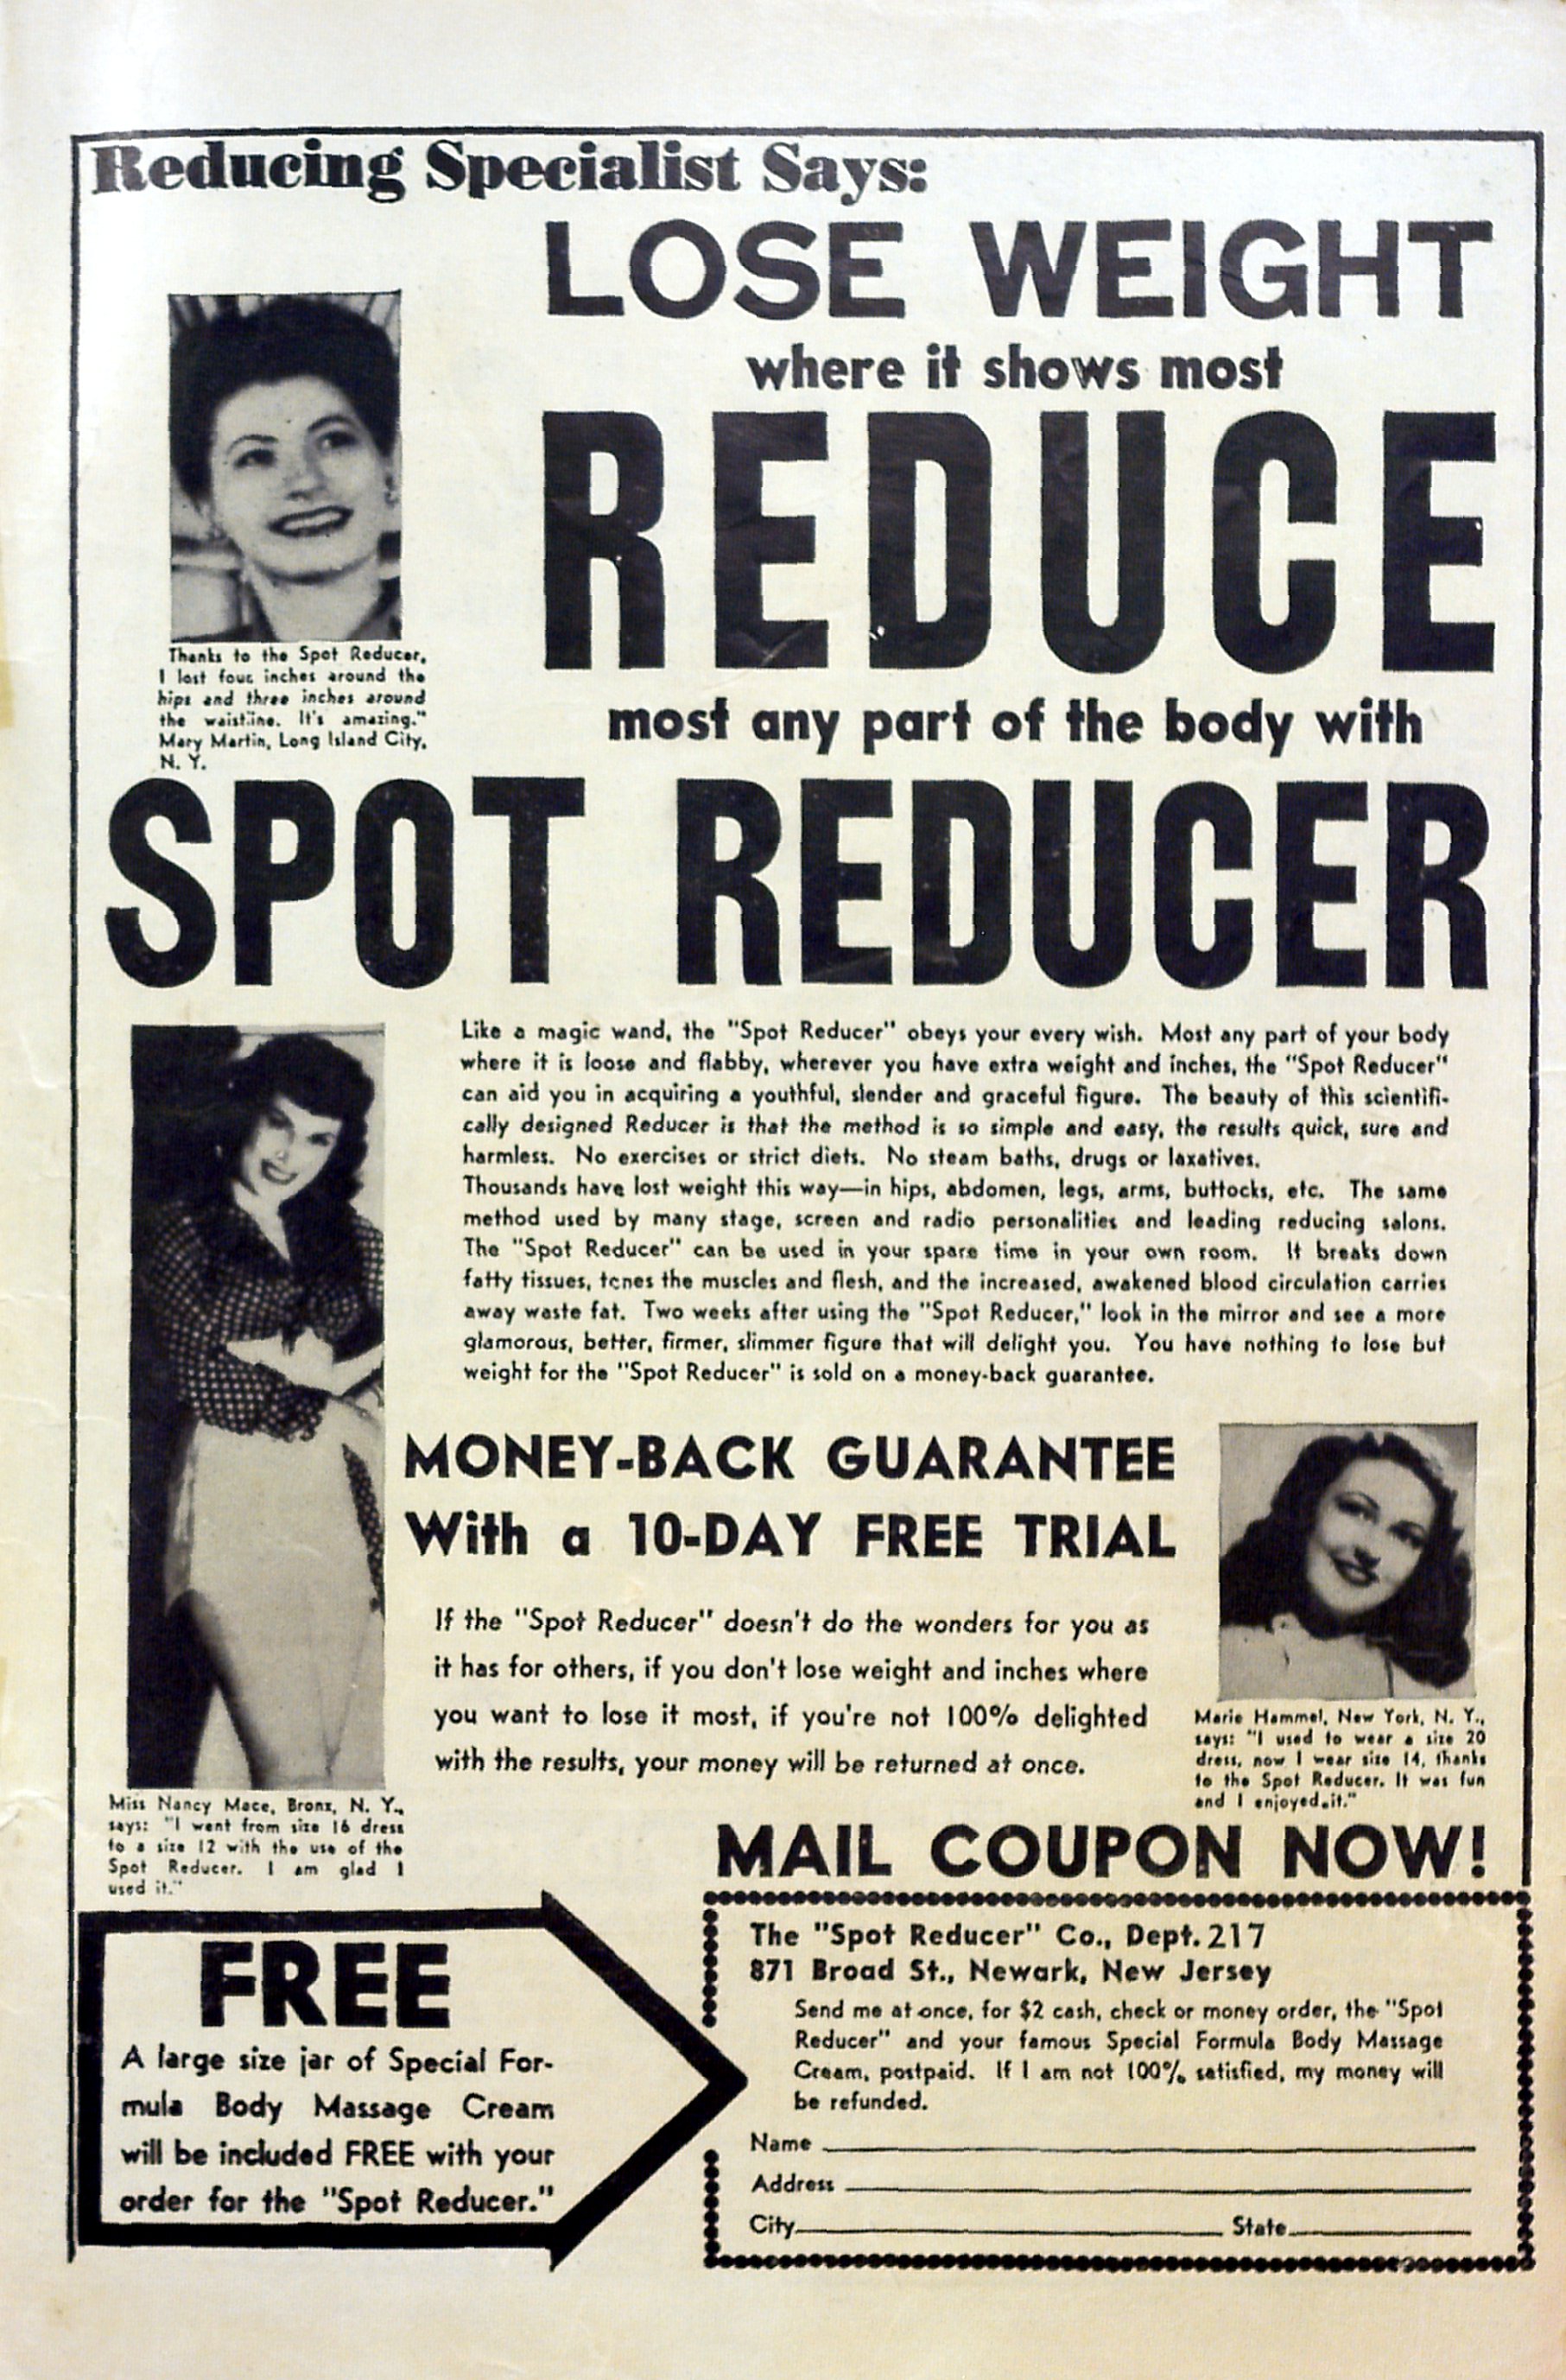 Reducing Specialist Says:
LOSE WEIGHT
where it shows most
REDUCE
most any part of the body with
SPOT REDUCER
Thanks to the Spot Reducer,
I lost four inches around the
hips and three inches around
the waistline. It's amazing."
Mary Martin, Long Island City,
N. Y.
Like a magic wand, the "Spot Reducer" obeys your every wish. Most any part of your body
where it is loose and flabby, wherever you have extra weight and inches, the "Spot Reducer"
can aid you in acquiring a youthful, slender and graceful figure. The beauty of this scientifi-
cally designed Reducer is that the method is so simple and easy, the results quick, sure and
harmless. No exercises or strict diets. No steam baths, drugs or laxatives.
Thousands have lost weight this way—in hips, abdomen, legs, arms, buttocks, etc. The same
method used by many stage, screen and radio personalities and leading reducing salons.
The "Spot Reducer" can be used in your spare time in your own room. It breaks down
fatty tissues, tones the muscles and flesh, and the increased, awakened blood circulation carries
away waste fat. Two weeks after using the "Spot Reducer," look in the mirror and see a more
glamorous, better, firmer, slimmer figure that will delight you. You have nothing to lose but
weight for the "Spot Reducer" is sold on a money-back guarantee.
MONEY-BACK GUARANTEE
With a 10-DAY FREE TRIAL
If the "Spot Reducer" doesn't do the wonders for you as
it has for others, if you don't lose weight and inches where
you want to lose it most, if you're not 100% delighted
with the results, your money will be returned at once.
Marie Hammel, New York, N. Y.,
says: "I used to wear a size 20
dress, now I wear size 14, thanks
to the Spot Reducer. It was fun
and I enjoyed it."
Miss Nancy Mace, Bronx, N. Y.,
says: "I went from size 16 dress
to a size 12 with the use of the
Spot Reducer. I am glad I
used it."
MAIL COUPON NOW!
FREE
A large size jar of Special For-
mula Body Massage Cream
will be included FREE with your
order for the "Spot Reducer."
The "Spot Reducer" Co., Dept. 217
871 Broad St., Newark, New Jersey
Send me at once, for $2 cash, check or money order, the "Spot
Reducer" and your famous Special Formula Body Massage
Cream, postpaid. If I am not 100% satisfied, my money will
be refunded.
Name
Address
City State